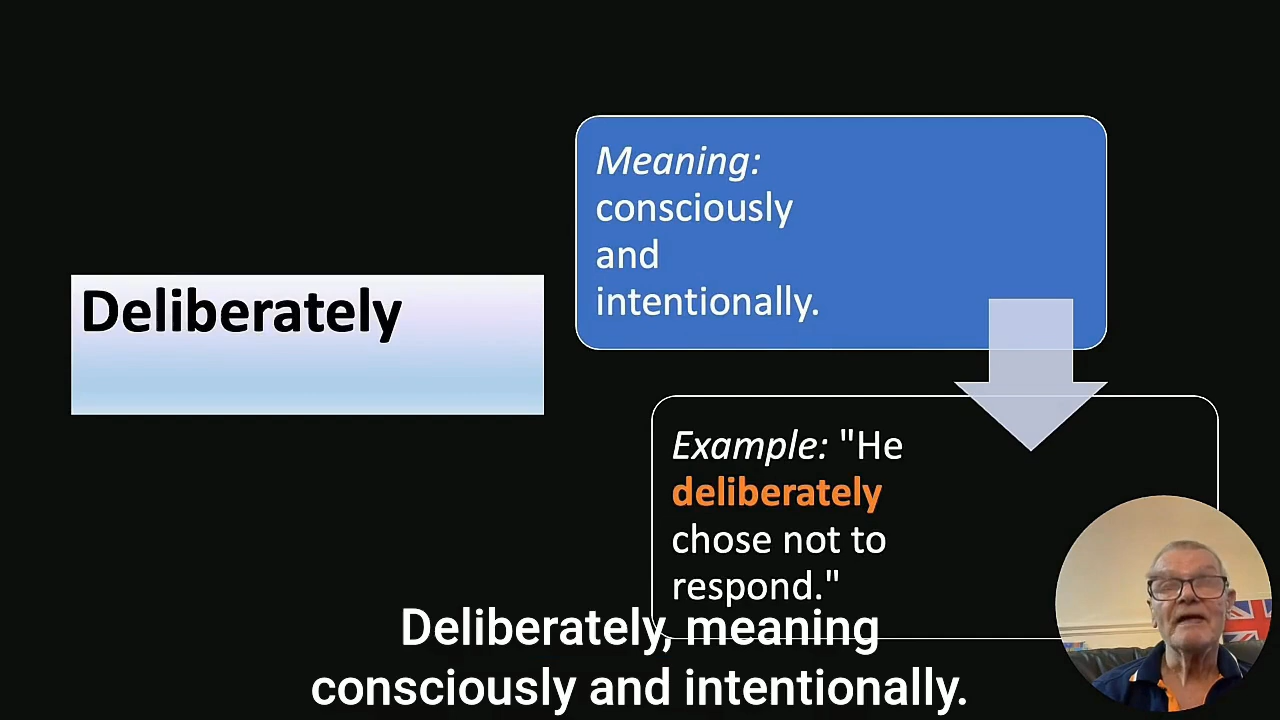 Deliberately
Meaning:
consciously
and
intentionally.
Example: "He
deliberately
chose not to
respond."
Deliberately, meaning
consciously and intentionally.